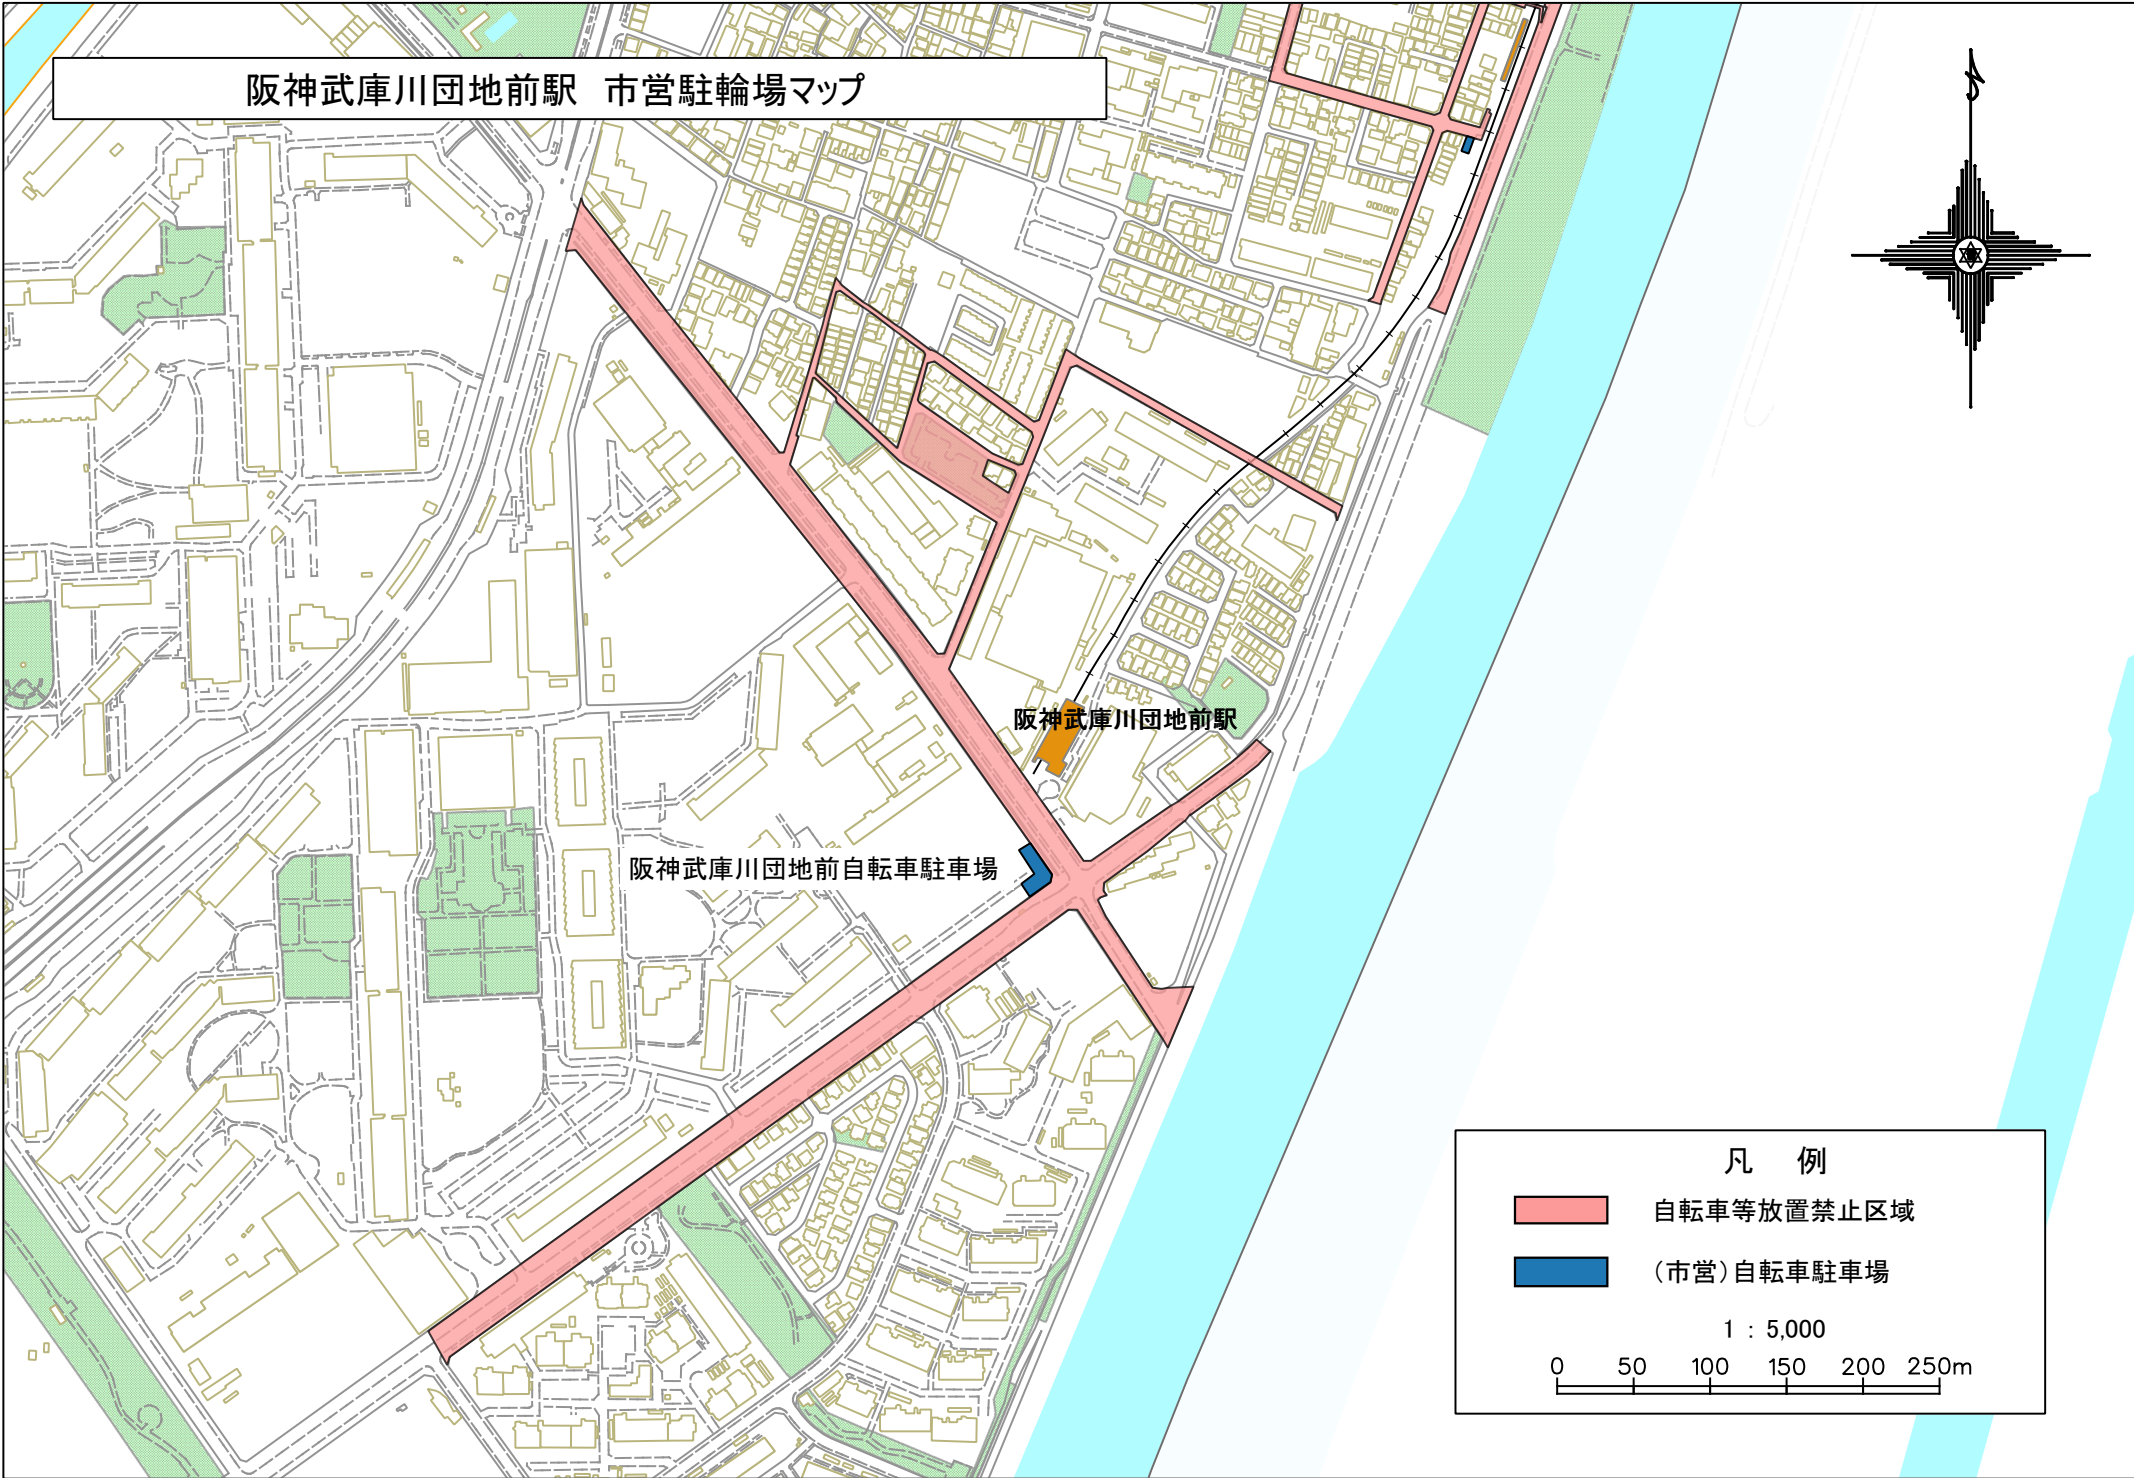 阪神武庫川団地前駅　市営駐輪場マップ
阪神武庫川団地前駅
阪神武庫川団地前自転車駐車場
凡　例
自転車等放置禁止区域
（市営）自転車駐車場
1 : 5,000
0 50 100 150 200 250m